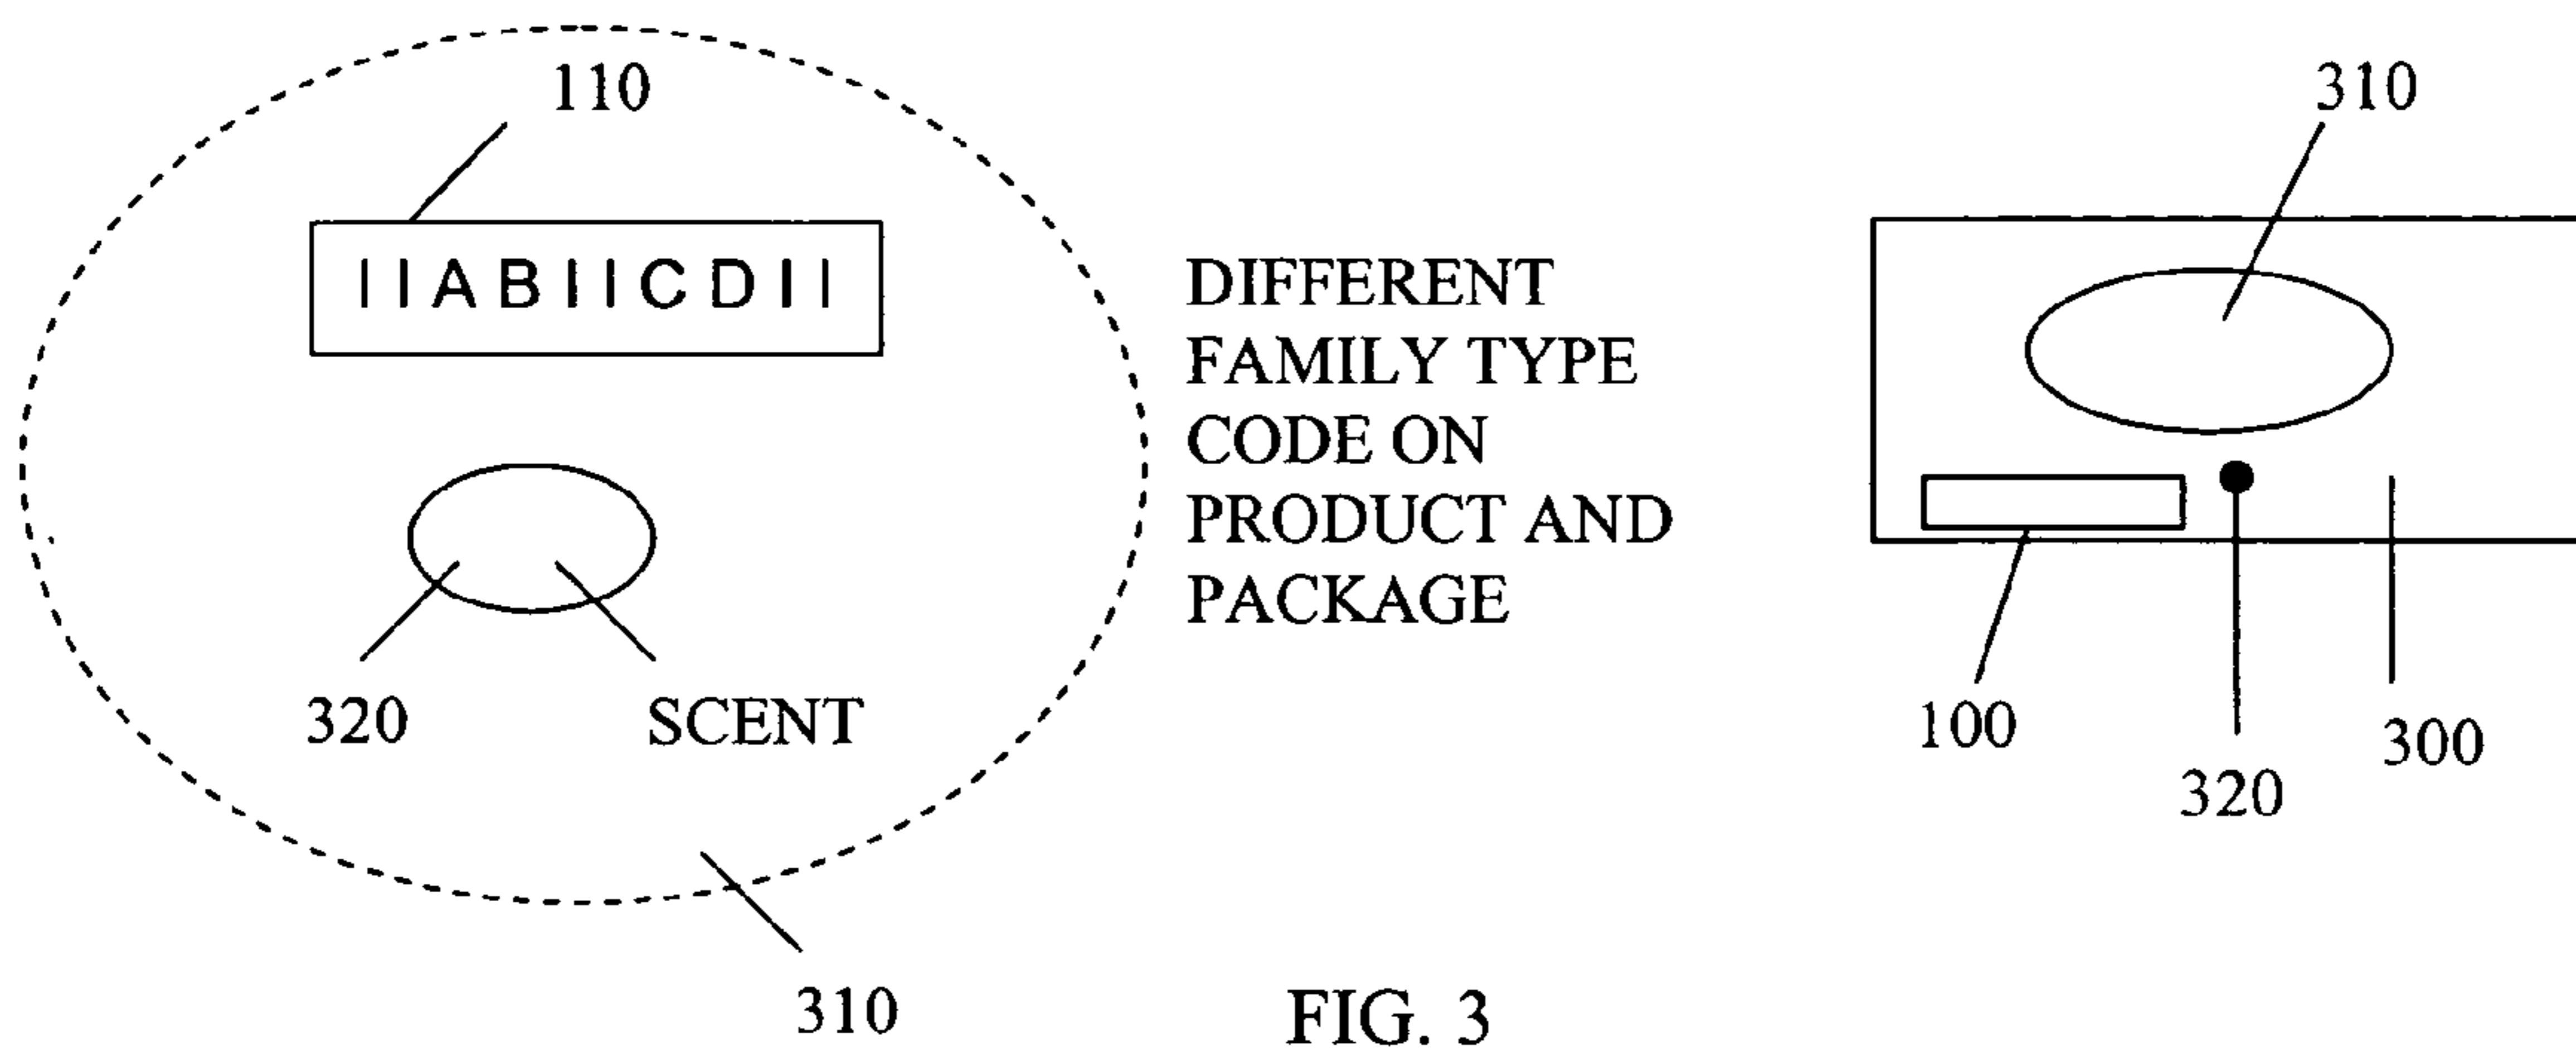 110
||AB||CD||
320
SCENT
310
DIFFERENT
FAMILY TYPE
CODE ON
PRODUCT AND
PACKAGE
310
100
320
300
FIG. 3